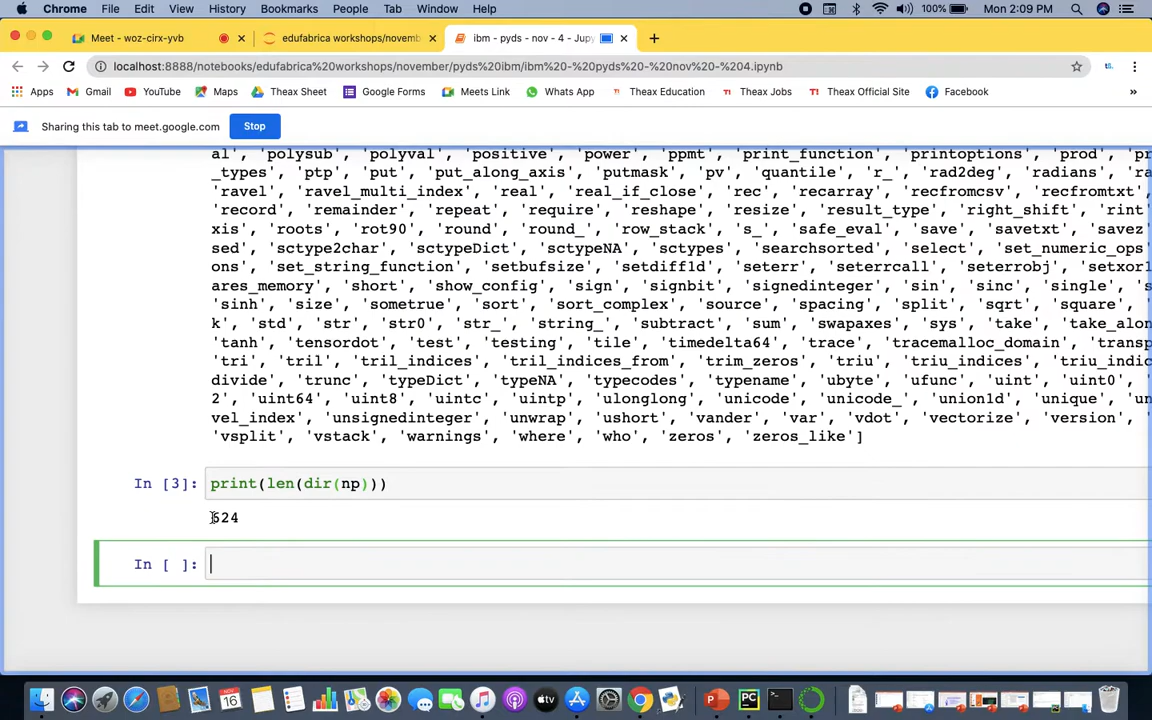 Chrome File Edit View History Bookmarks People Tab Window Help 100% Mon 2:09 PM
Meet - woz-cirx-yvb edufabrica workshops/novemb ibm - pyds - nov - 4 - Jupy
localhost:8888/notebooks/edufabrica%20workshops/november/pyds%20ibm/ibm%20-%20pyds%20-%20nov%20-%204.ipynb
Apps Gmail YouTube Maps Theax Sheet Google Forms Meets Link Whats App Theax Education Theax Jobs Theax Official Site Facebook »
Sharing this tab to meet.google.com Stop
al', 'polysub', 'polyval', 'positive', 'power', 'ppmt', 'print_function', 'printoptions', 'prod', 'pr
_types', 'ptp', 'put', 'put_along_axis', 'putmask', 'pv', 'quantile', 'r_', 'rad2deg', 'radians', 'ra
'ravel', 'ravel_multi_index', 'real', 'real_if_close', 'rec', 'recarray', 'recfromcsv', 'recfromtxt',
'record', 'remainder', 'repeat', 'require', 'reshape', 'resize', 'result_type', 'right_shift', 'rint
xis', 'roots', 'rot90', 'round', 'round_', 'row_stack', 's_', 'safe_eval', 'save', 'savetxt', 'savez
sed', 'sctype2char', 'sctypeDict', 'sctypeNA', 'sctypes', 'searchsorted', 'select', 'set_numeric_ops
ons', 'set_string_function', 'setbufsize', 'setdiff1d', 'seterr', 'seterrcall', 'seterrobj', 'setxor
ares_memory', 'short', 'show_config', 'sign', 'signbit', 'signedinteger', 'sin', 'sinc', 'single', 's
'sinh', 'size', 'sometrue', 'sort', 'sort_complex', 'source', 'spacing', 'split', 'sqrt', 'square',
k', 'std', 'str', 'str0', 'str_', 'string_', 'subtract', 'sum', 'swapaxes', 'sys', 'take', 'take_alon
'tanh', 'tensordot', 'test', 'testing', 'tile', 'timedelta64', 'trace', 'tracemalloc_domain', 'transp
'tri', 'tril', 'tril_indices', 'tril_indices_from', 'trim_zeros', 'triu', 'triu_indices', 'triu_indic
divide', 'trunc', 'typeDict', 'typeNA', 'typecodes', 'typename', 'ubyte', 'ufunc', 'uint', 'uint0'
2', 'uint64', 'uint8', 'uintc', 'uintp', 'ulonglong', 'unicode', 'unicode_', 'union1d', 'unique', 'un
vel_index', 'unsignedinteger', 'unwrap', 'ushort', 'vander', 'var', 'vdot', 'vectorize', 'version',
'vsplit', 'vstack', 'warnings', 'where', 'who', 'zeros', 'zeros_like']
In [3]: print(len(dir(np)))
624
In [ ]: